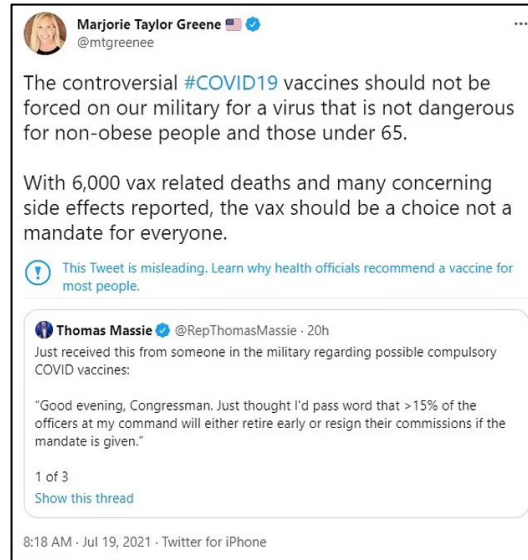 Marjorie Taylor Greene 🇺🇸
@mtgreenee
The controversial #COVID19 vaccines should not be
forced on our military for a virus that is not dangerous
for non-obese people and those under 65.
With 6,000 vax related deaths and many concerning
side effects reported, the vax should be a choice not a
mandate for everyone.
This Tweet is misleading. Learn why health officials recommend a vaccine for
most people.
Thomas Massie @RepThomasMassie · 20h
Just received this from someone in the military regarding possible compulsory
COVID vaccines:
“Good evening, Congressman. Just thought I'd pass word that >15% of the
officers at my command will either retire early or resign their commissions if the
mandate is given.”
1 of 3
Show this thread
8:18 AM · Jul 19, 2021 · Twitter for iPhone